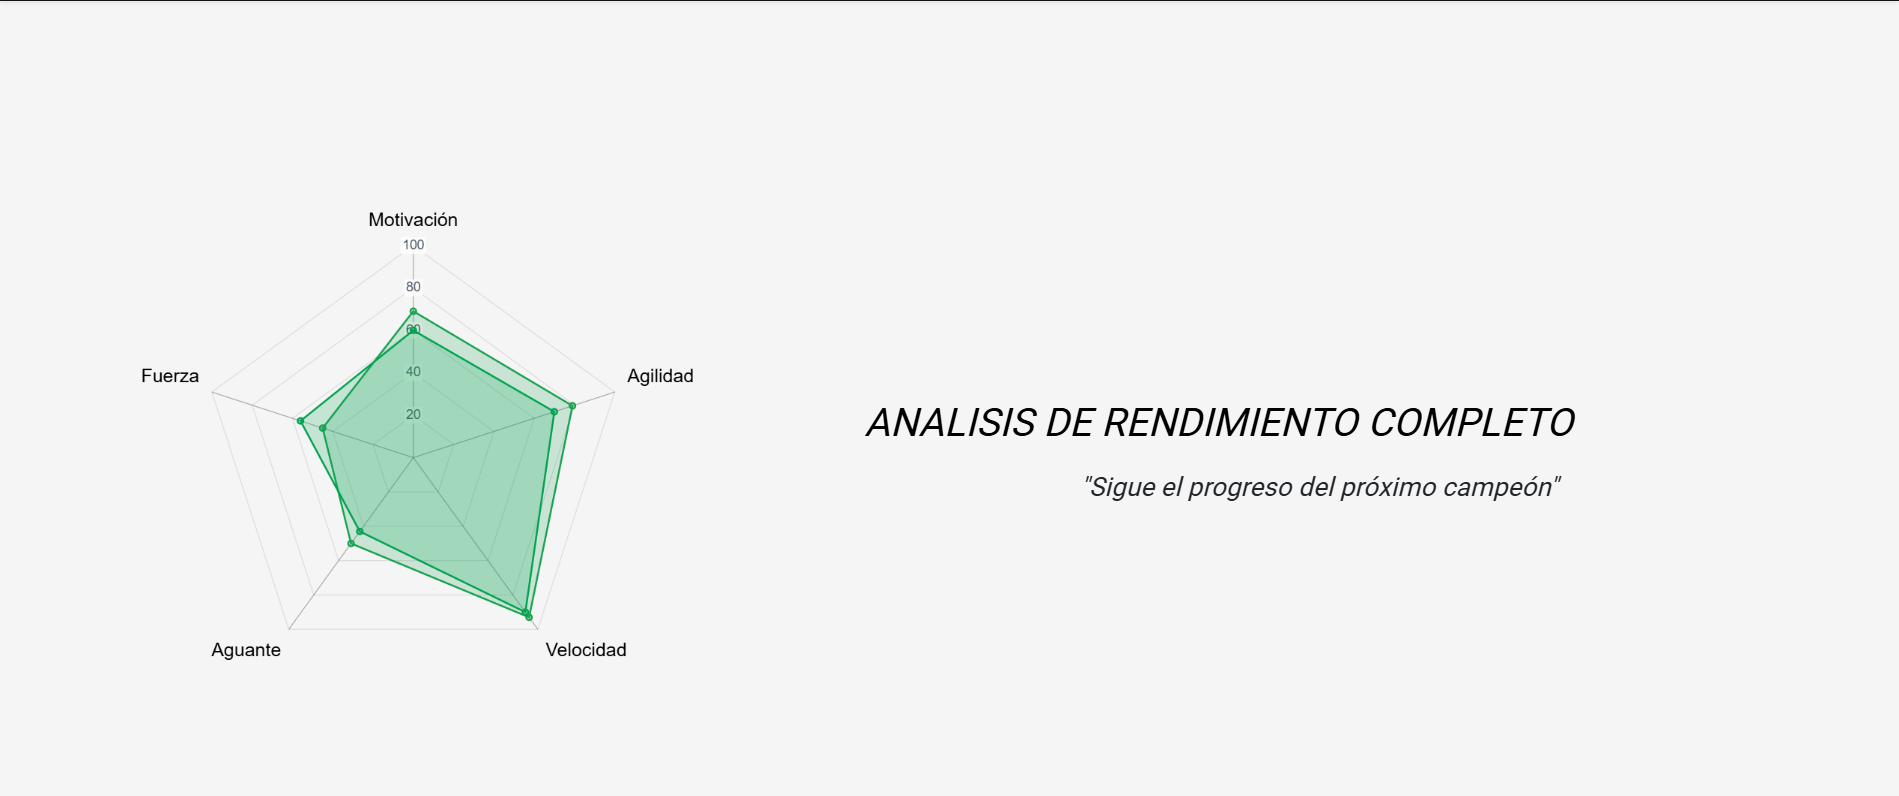 Motivación
100
80
60
40
20
Fuerza
Agilidad
Aguante
Velocidad
ANALISIS DE RENDIMIENTO COMPLETO
"Sigue el progreso del próximo campeón"